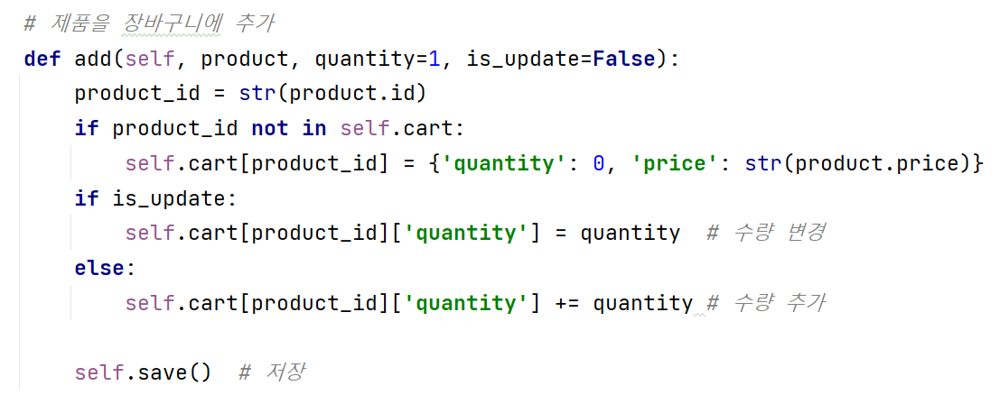 # 제품을 장바구니에 추가
def add(self, product, quantity=1, is_update=False):
    product_id = str(product.id)
    if product_id not in self.cart:
        self.cart[product_id] = {'quantity': 0, 'price': str(product.price)}
    if is_update:
        self.cart[product_id]['quantity'] = quantity  # 수량 변경
    else:
        self.cart[product_id]['quantity'] += quantity # 수량 추가
    self.save()  # 저장